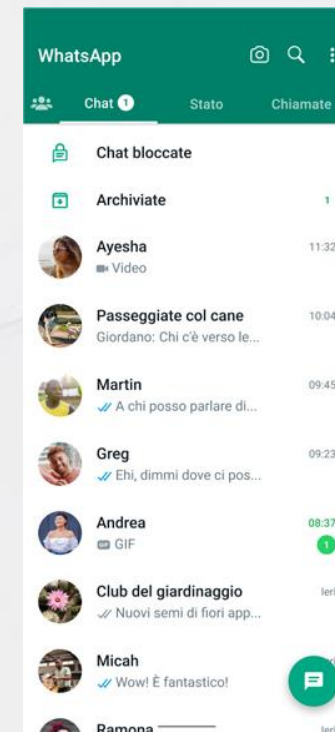 WhatsApp
Chat 1 Stato Chiamate
Chat bloccate
Archiviate 1
Ayesha 11:32
Video
Passeggiate col cane 10:04
Giordano: Chi c'è verso le...
Martin 09:45
A chi posso parlare di...
Greg 09:23
Ehi, dimmi dove ci pos...
Andrea 08:37
GIF GIF 1
Club del giardinaggio Ieri
Nuovi semi di fiori app...
Micah
Wow! È fantastico!
Ramona Ieri